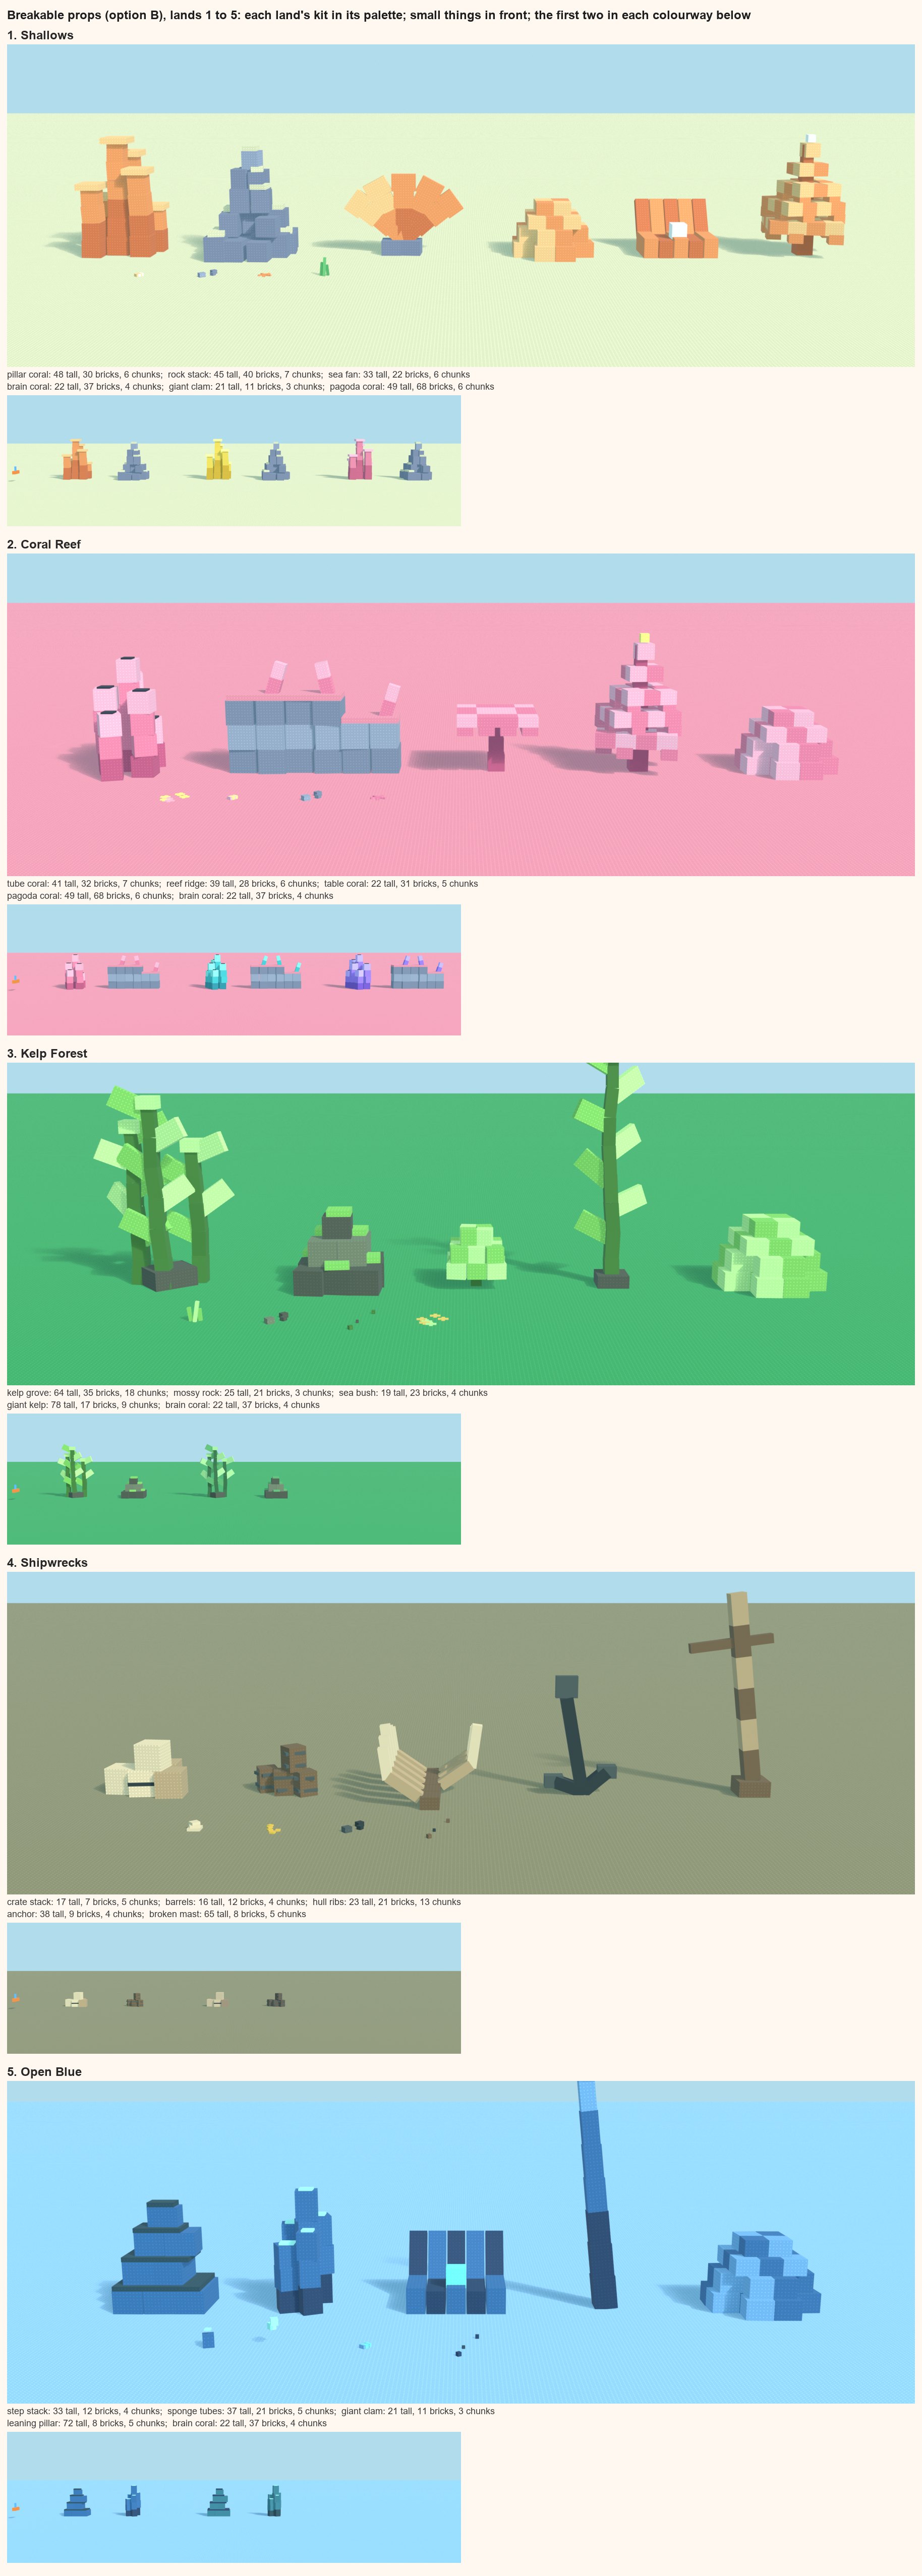 Breakable props (option B), lands 1 to 5: each land's kit in its palette; small things in front; the first two in each colourway below
1. Shallows
pillar coral: 48 tall, 30 bricks, 6 chunks; rock stack: 45 tall, 40 bricks, 7 chunks; sea fan: 33 tall, 22 bricks, 6 chunks
brain coral: 22 tall, 37 bricks, 4 chunks; giant clam: 21 tall, 11 bricks, 3 chunks; pagoda coral: 49 tall, 68 bricks, 6 chunks
2. Coral Reef
tube coral: 41 tall, 32 bricks, 7 chunks; reef ridge: 39 tall, 28 bricks, 6 chunks; table coral: 22 tall, 31 bricks, 5 chunks
pagoda coral: 49 tall, 68 bricks, 6 chunks; brain coral: 22 tall, 37 bricks, 4 chunks
3. Kelp Forest
kelp grove: 64 tall, 35 bricks, 18 chunks; mossy rock: 25 tall, 21 bricks, 3 chunks; sea bush: 19 tall, 23 bricks, 4 chunks
giant kelp: 78 tall, 17 bricks, 9 chunks; brain coral: 22 tall, 37 bricks, 4 chunks
4. Shipwrecks
crate stack: 17 tall, 7 bricks, 5 chunks; barrels: 16 tall, 12 bricks, 4 chunks; hull ribs: 23 tall, 21 bricks, 13 chunks
anchor: 38 tall, 9 bricks, 4 chunks; broken mast: 65 tall, 8 bricks, 5 chunks
5. Open Blue
step stack: 33 tall, 12 bricks, 4 chunks; sponge tubes: 37 tall, 21 bricks, 5 chunks; giant clam: 21 tall, 11 bricks, 3 chunks
leaning pillar: 72 tall, 8 bricks, 5 chunks; brain coral: 22 tall, 37 bricks, 4 chunks